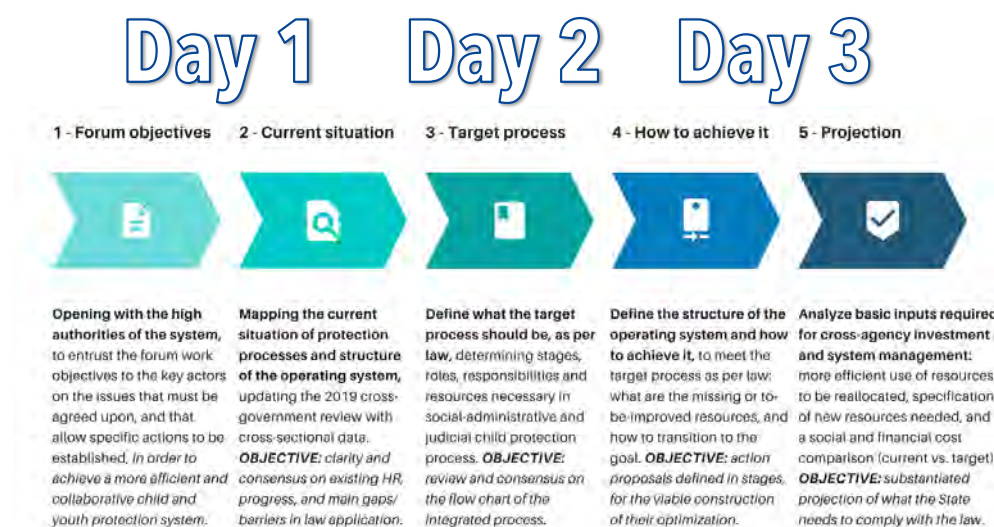 Day 1
Day 2
Day 3
1 - Forum objectives
2 - Current situation
3 - Target process
4 - How to achieve it
5 - Projection
Opening with the high
authorities of the system,
to entrust the forum work
objectives to the key actors
on the issues that must be
agreed upon, and that
allow specific actions to be
established, in order to
achieve a more efficient and
collaborative child and
youth protection system.
Mapping the current
situation of protection
processes and structure
of the operating system,
updating the 2019 cross-
government review with
cross-sectional data.
OBJECTIVE: clarity and
consensus on existing HR,
progress, and main gaps/
barriers in law application.
Define what the target
process should be, as per
law, determining stages,
roles, responsibilities and
resources necessary in
social-administrative and
judicial child protection
process. OBJECTIVE:
review and consensus on
the flow chart of the
integrated process.
Define the structure of the
operating system and how
to achieve it, to meet the
target process as per law:
what are the missing or to-
be-improved resources, and
how to transition to the
goal. OBJECTIVE: action
proposals defined in stages,
for the viable construction
of their optimization.
Analyze basic inputs required
for cross-agency investment
and system management:
more efficient use of resources
to be reallocated, specification
of new resources needed, and
a social and financial cost
comparison (current vs. target)
OBJECTIVE: substantiated
projection of what the State
needs to comply with the law.